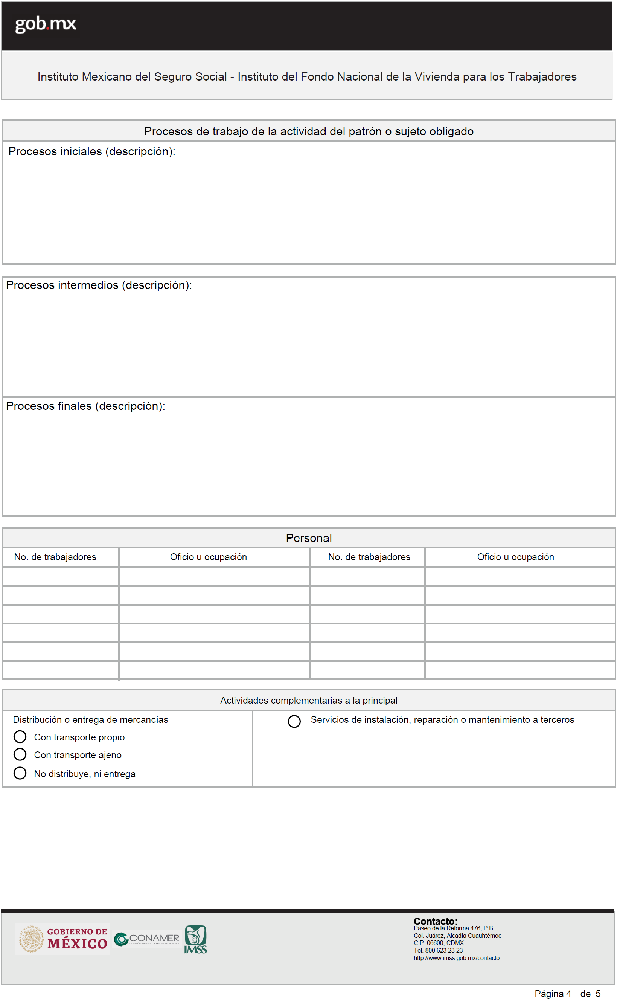 gob.mx
Instituto Mexicano del Seguro Social - Instituto del Fondo Nacional de la Vivienda para los Trabajadores
Procesos de trabajo de la actividad del patrón o sujeto obligado
Procesos iniciales (descripción):
Procesos intermedios (descripción):
Procesos finales (descripción):
Personal
No. de trabajadores Oficio u ocupación No. de trabajadores Oficio u ocupación
Actividades complementarias a la principal
Distribución o entrega de mercancías
Con transporte propio
Con transporte ajeno
No distribuye, ni entrega
Servicios de instalación, reparación o mantenimiento a terceros
GOBIERNO DE
MÉXICO
CONAMER
IMSS
Contacto:
Paseo de la Reforma 476, P.B.
Col. Juárez, Alcadía Cuauhtémoc
C.P. 06600, CDMX
Tel. 800 623 23 23
http://www.imss.gob.mx/contacto
Página 4 de 5